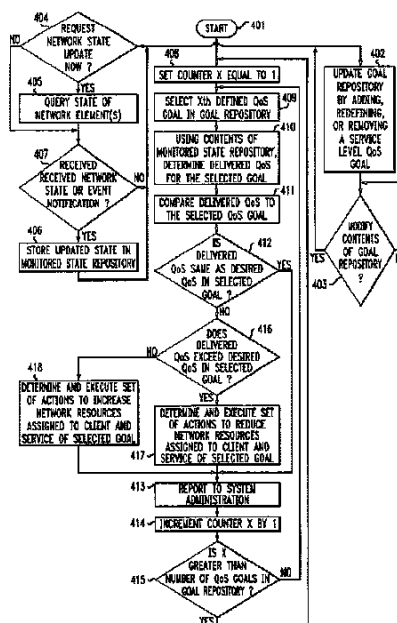 404
REQUEST
NETWORK STATE
UPDATE
NOW ?
NO
YES
405
QUERY STATE OF
NETWORK ELEMENT(S)
407
RECEIVED
RECEIVED NETWORK
STATE OR EVENT
NOTIFICATION ?
NO
YES
406
STORE UPDATED STATE IN
MONITORED STATE REPOSITORY
START
401
408
SET COUNTER X EQUAL TO 1
SELECT Xth DEFINED QoS
GOAL IN GOAL REPOSITORY
409
410
USING CONTENTS OF
MONITORED STATE REPOSITORY,
DETERMINE DELIVERED QoS
FOR THE SELECTED GOAL
411
COMPARE DELIVERED QoS TO
THE SELECTED QoS GOAL
412
IS
DELIVERED
QoS SAME AS DESIRED
QoS IN SELECTED
GOAL ?
YES
NO
416
DOES
DELIVERED
QoS EXCEED DESIRED
QoS IN SELECTED
GOAL ?
NO
YES
418
DETERMINE AND EXECUTE SET
OF ACTIONS TO INCREASE
NETWORK RESOURCES
ASSIGNED TO CLIENT AND
SERVICE OF SELECTED GOAL
DETERMINE AND EXECUTE SET
OF ACTIONS TO REDUCE
NETWORK RESOURCES
ASSIGNED TO CLIENT AND
SERVICE OF SELECTED GOAL
417
413
REPORT TO SYSTEM
ADMINISTRATION
414
INCREMENT COUNTER X BY 1
415
IS X
GREATER THAN
NUMBER OF QoS GOALS IN
GOAL REPOSITORY ?
NO
YES
402
UPDATE GOAL
REPOSITORY
BY ADDING,
REDEFINING,
OR REMOVING
A SERVICE
LEVEL QoS
GOAL
YES
MODIFY
CONTENTS
OF GOAL
REPOSITORY
?
403